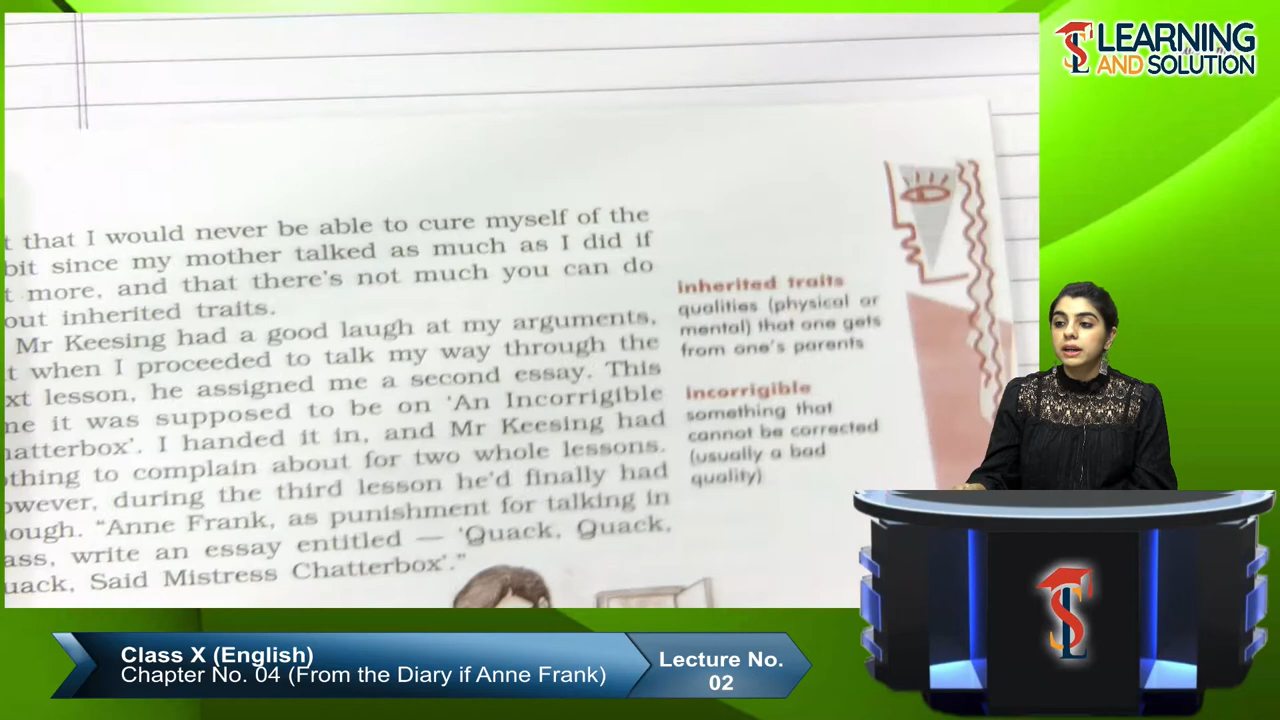 LEARNING
AND SOLUTION
t that I would never be able to cure myself of the
bit since my mother talked as much as I did if
t more, and that there's not much you can do
out inherited traits.
Mr Keesing had a good laugh at my arguments,
t when I proceeded to talk my way through the
xt lesson, he assigned me a second essay. This
me it was supposed to be on 'An Incorrigible
hatterbox'. I handed it in, and Mr Keesing had
othing to complain about for two whole lessons.
owever, during the third lesson he'd finally had
nough. "Anne Frank, as punishment for talking in
ass, write an essay entitled — 'Quack, Quack,
uack, Said Mistress Chatterbox'."
inherited traits
qualities (physical or
mental) that one gets
from one's parents
incorrigible
something that
cannot be corrected
(usually a bad
quality)
Class X (English)
Chapter No. 04 (From the Diary if Anne Frank)
Lecture No.
02